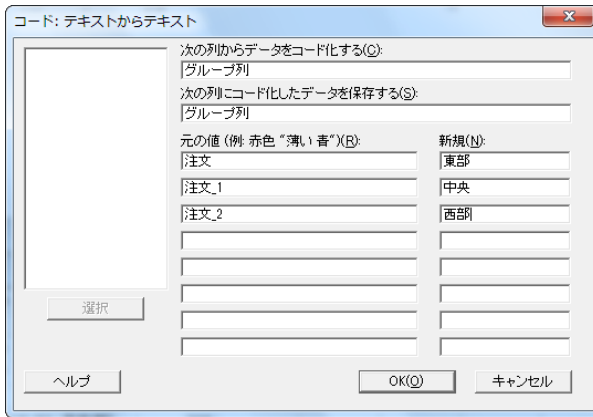 コード: テキストからテキスト
次の列からデータをコード化する(C):
グループ列
次の列にコード化したデータを保存する(S):
グループ列
元の値 (例: 赤色 "薄い青")(R): 新規(N):
注文 東部
注文_1 中央
注文_2 西部
選択
ヘルプ OK(O) キャンセル